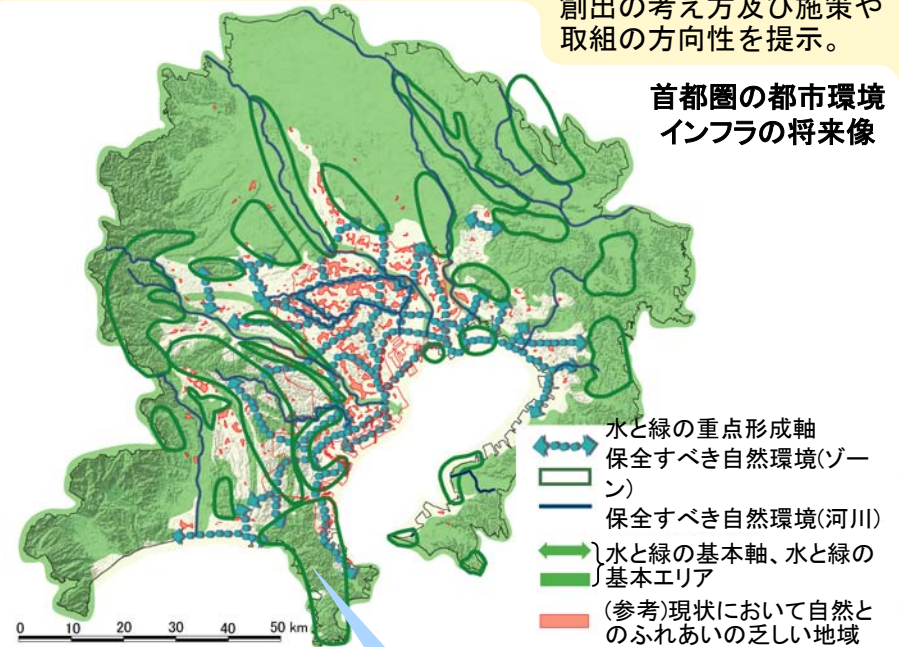 創出の考え方及び施策や
取組の方向性を提示。
首都圏の都市環境
インフラの将来像
水と緑の重点形成軸
保全すべき自然環境(ゾー
ン)
保全すべき自然環境(河川)
水と緑の基本軸、水と緑の
基本エリア
(参考)現状において自然と
のふれあいの乏しい地域
0 10 20 30 40 50 km